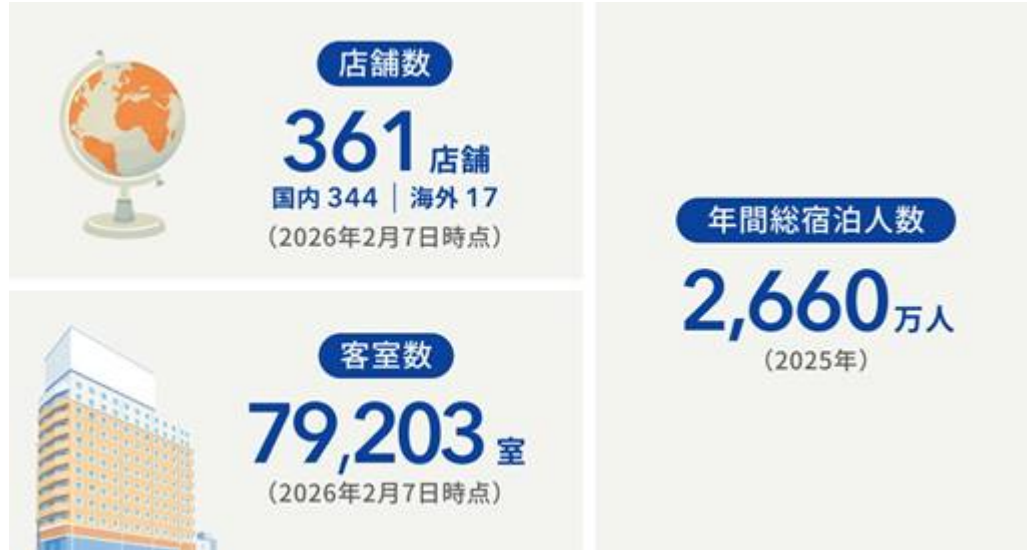 店舗数
361店舗
国内 344｜海外 17
（2026年2月7日時点）
客室数
79,203室
（2026年2月7日時点）
年間総宿泊人数
2,660万人
（2025年）